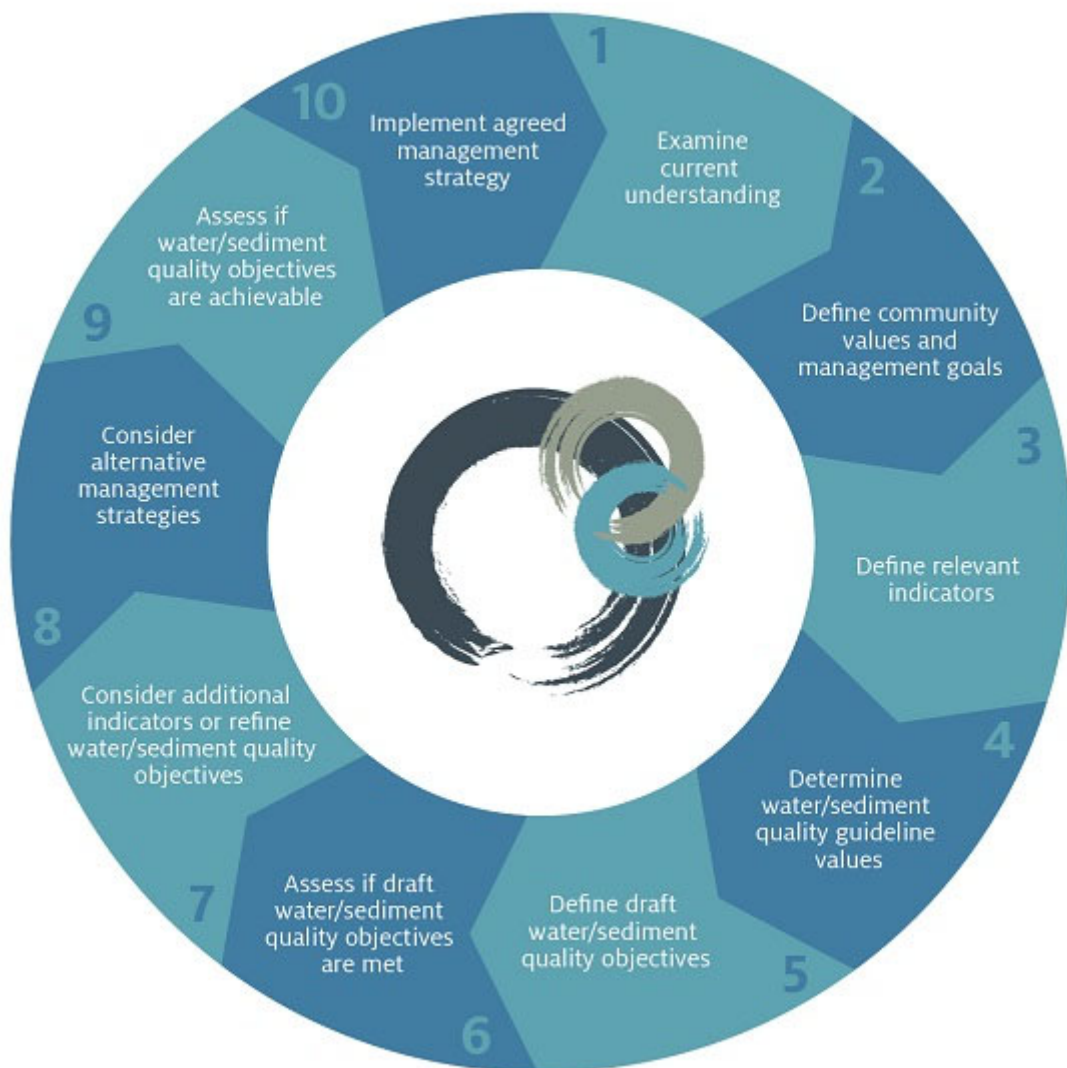 1
Examine
current
understanding
2
Define community
values and
management goals
3
Define relevant
indicators
4
Determine
water/sediment
quality guideline
values
5
Define draft
water/sediment
quality objectives
6
Assess if draft
water/sediment
quality objectives
are met
7
Consider additional
indicators or refine
water/sediment quality
objectives
8
Consider
alternative
management
strategies
9
Assess if
water/sediment
quality objectives
are achievable
10
Implement agreed
management
strategy